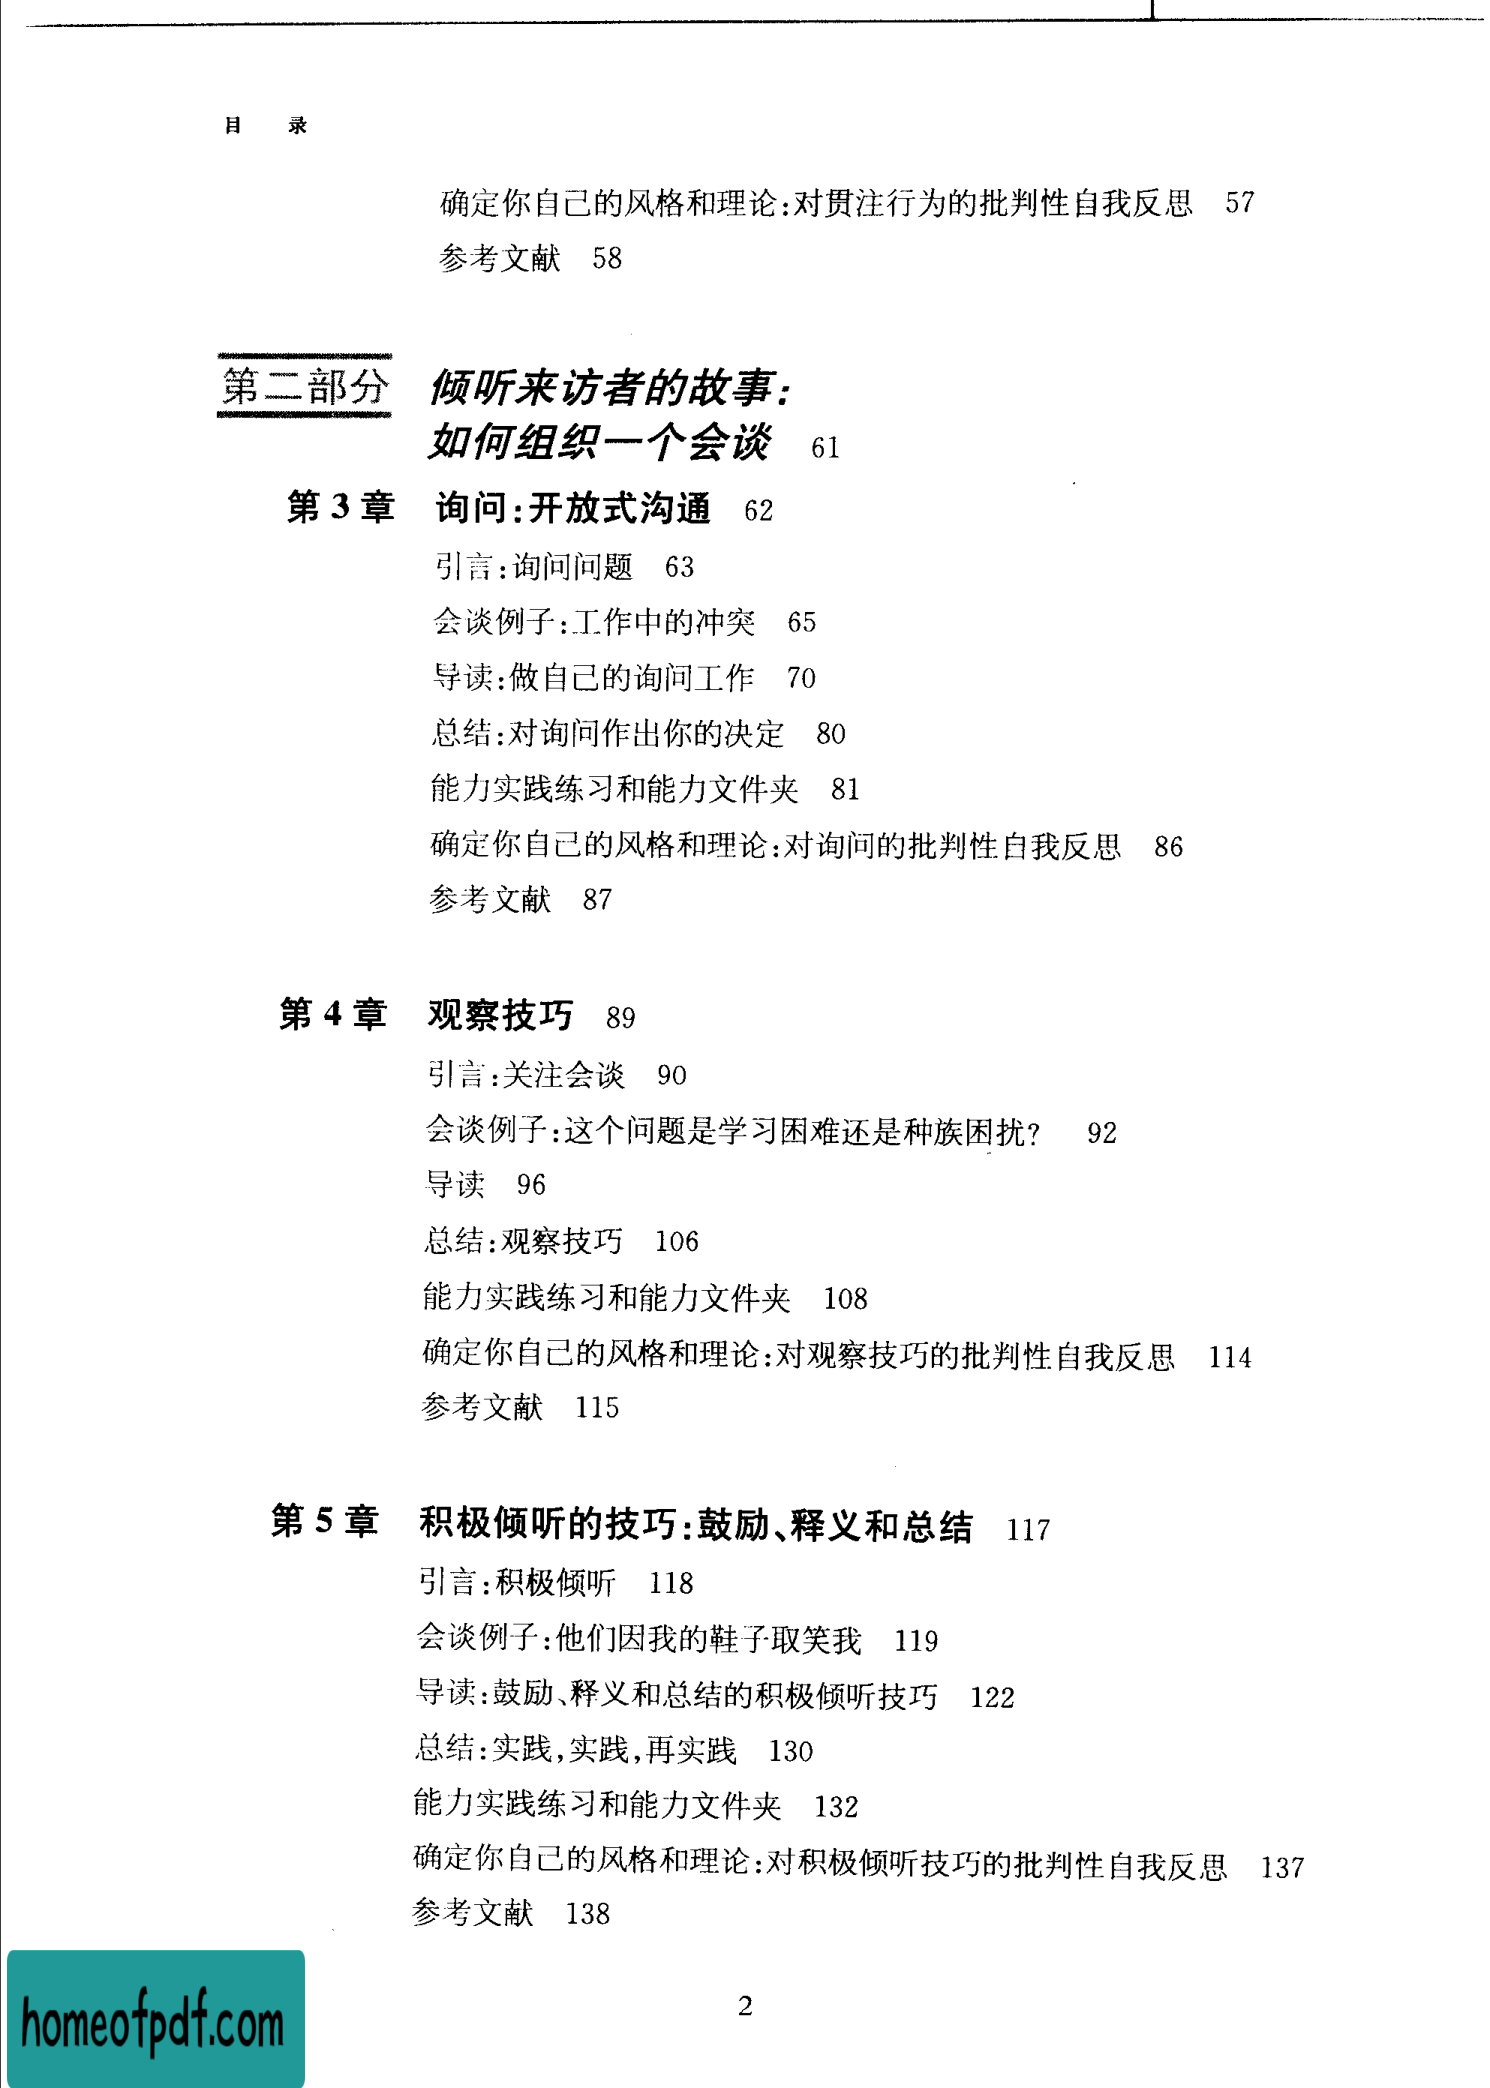 目 录
确定你自己的风格和理论:对贯注行为的批判性自我反思 57
参考文献 58
第二部分 倾听来访者的故事:
如何组织一个会谈 61
第 3 章 询问:开放式沟通 62
引言:询问问题 63
会谈例子:工作中的冲突 65
导读:做自己的询问工作 70
总结:对询问作出你的决定 80
能力实践练习和能力文件夹 81
确定你自己的风格和理论:对询问的批判性自我反思 86
参考文献 87
第 4 章 观察技巧 89
引言:关注会谈 90
会谈例子:这个问题是学习困难还是种族困扰? 92
导读 96
总结:观察技巧 106
能力实践练习和能力文件夹 108
确定你自己的风格和理论:对观察技巧的批判性自我反思 114
参考文献 115
第 5 章 积极倾听的技巧:鼓励、释义和总结 117
引言:积极倾听 118
会谈例子:他们因我的鞋子取笑我 119
导读:鼓励、释义和总结的积极倾听技巧 122
总结:实践,实践,再实践 130
能力实践练习和能力文件夹 132
确定你自己的风格和理论:对积极倾听技巧的批判性自我反思 137
参考文献 138
2
homeofpdf.com